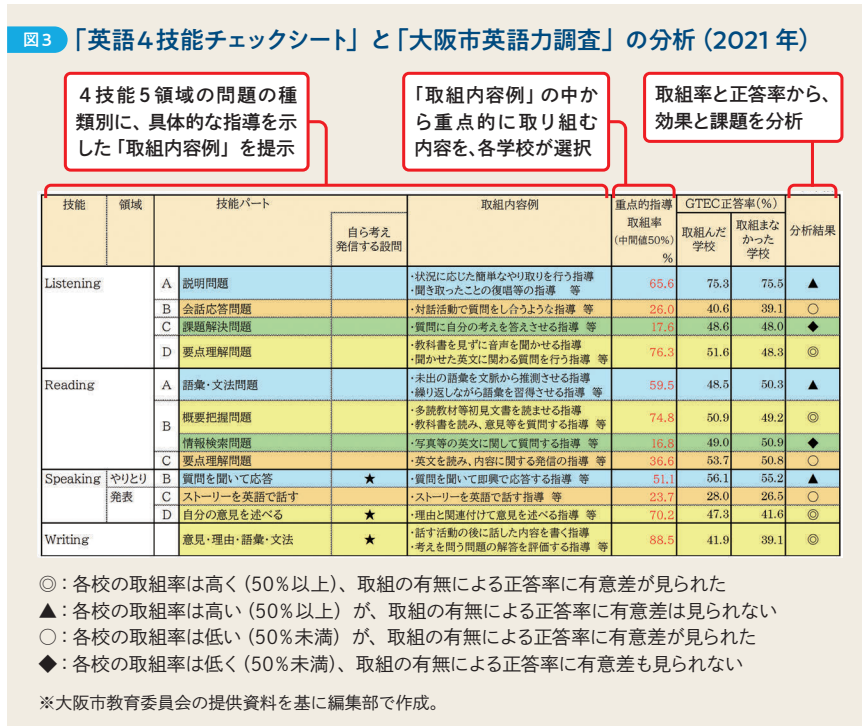 図3 「英語4技能チェックシート」と「大阪市英語力調査」の分析（2021年）
4技能5領域の問題の種
類別に、具体的な指導を示
した「取組内容例」を提示
「取組内容例」の中か
ら重点的に取り組む
内容を、各学校が選択
取組率と正答率から、
効果と課題を分析
技能 領域 技能パート 取組内容例 重点的指導 GTEC正答率(%)
自ら考え
発信する設問
取組率
(中間値50%)
%
取組んだ
学校
取組まな
かった
学校
分析結果
Listening A 説明問題 ・状況に応じた簡単なやり取りを行う指導
・聞き取ったことの復唱等の指導 等 65.6 75.3 75.5 ▲
B 会話応答問題 ・対話活動で質問をし合うような指導 等 26.0 40.6 39.1 ○
C 課題解決問題 ・質問に自分の考えを答えさせる指導 等 17.6 48.6 48.0 ◆
D 要点理解問題 ・教科書を見ずに音声を聞かせる指導
・聞かせた英文に関わる質問を行う指導 等 76.3 51.6 48.3 ◎
Reading A 語彙・文法問題 ・未出の語彙を文脈から推測させる指導
・繰り返しながら語彙を習得させる指導 等 59.5 48.5 50.3 ▲
B 概要把握問題 ・多読教材等初見文書を読ませる指導
・教科書を読み、意見等を質問する指導 等 74.8 50.9 49.2 ◎
情報検索問題 ・写真等の英文に関して質問する指導 等 16.8 49.0 50.9 ◆
C 要点理解問題 ・英文を読み、内容に関する発信の指導 等 36.6 53.7 50.8 ○
Speaking やりとり B 質問を聞いて応答 ★ ・質問を聞いて即興で応答する指導 等 51.1 56.1 55.2 ▲
発表 C ストーリーを英語で話す ・ストーリーを英語で話す指導 等 23.7 28.0 26.5 ○
D 自分の意見を述べる ★ ・理由と関連付けて意見を述べる指導 等 70.2 47.3 41.6 ◎
Writing 意見・理由・語彙・文法 ★ ・話す活動の後に話した内容を書く指導
・考えを問う問題の解答を評価する指導 等 88.5 41.9 39.1 ◎
◎：各校の取組率は高く（50％以上）、取組の有無による正答率に有意差が見られた
▲：各校の取組率は高い（50％以上）が、取組の有無による正答率に有意差は見られない
○：各校の取組率は低い（50％未満）が、取組の有無による正答率に有意差が見られた
◆：各校の取組率は低く（50％未満）、取組の有無による正答率に有意差も見られない
※大阪市教育委員会の提供資料を基に編集部で作成。